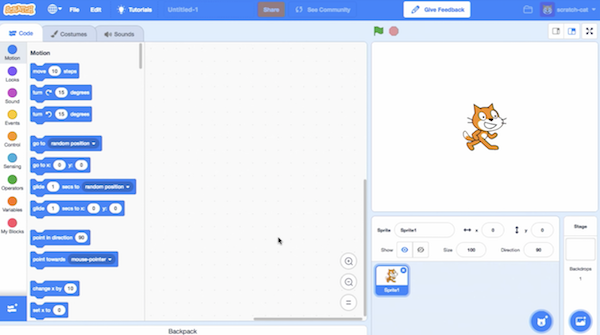 SCRATCH File Edit Tutorials Untitled-1 Share See Community Give Feedback scratch-cat
Code Costumes Sounds
Motion
Looks
Sound
Events
Control
Sensing
Operators
Variables
My Blocks
Motion
move 10 steps
turn 15 degrees
turn 15 degrees
go to random position
go to x: 0 y: 0
glide 1 secs to random position
glide 1 secs to x: 0 y: 0
point in direction 90
point towards mouse-pointer
change x by 10
set x to 0
Backpack
Sprite Sprite1 x 0 y 0
Show Size 100 Direction 90
Sprite1
Stage
Backdrops
1